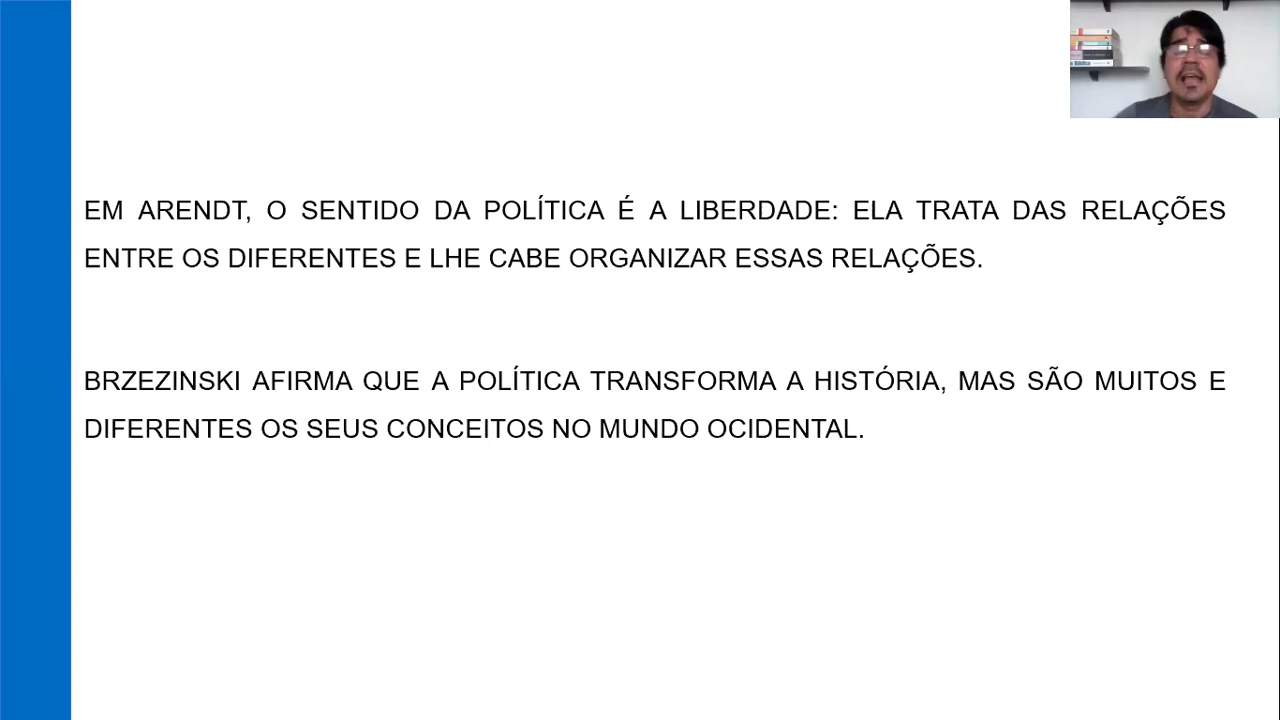 EM ARENDT, O SENTIDO DA POLÍTICA É A LIBERDADE: ELA TRATA DAS RELAÇÕES
ENTRE OS DIFERENTES E LHE CABE ORGANIZAR ESSAS RELAÇÕES.
BRZEZINSKI AFIRMA QUE A POLÍTICA TRANSFORMA A HISTÓRIA, MAS SÃO MUITOS E
DIFERENTES OS SEUS CONCEITOS NO MUNDO OCIDENTAL.